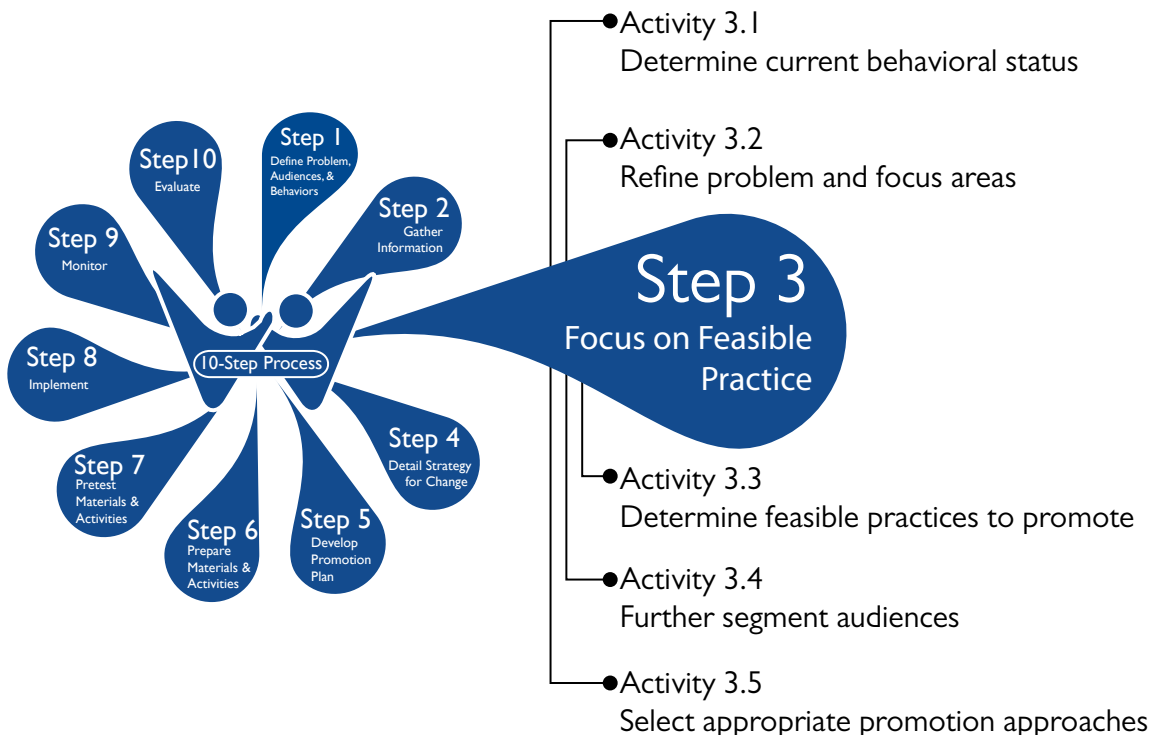 Activity 3.1
Determine current behavioral status
Activity 3.2
Refine problem and focus areas
Step 1
Define Problem,
Audiences, &
Behaviors
Step 2
Gather
Information
Step 3
Focus on Feasible
Practice
Step 4
Detail Strategy
for Change
Step 5
Develop
Promotion
Plan
Step 6
Prepare
Materials &
Activities
Step 7
Pretest
Materials &
Activities
Step 8
Implement
Step 9
Monitor
Step10
Evaluate
10-Step Process
Activity 3.3
Determine feasible practices to promote
Activity 3.4
Further segment audiences
Activity 3.5
Select appropriate promotion approaches